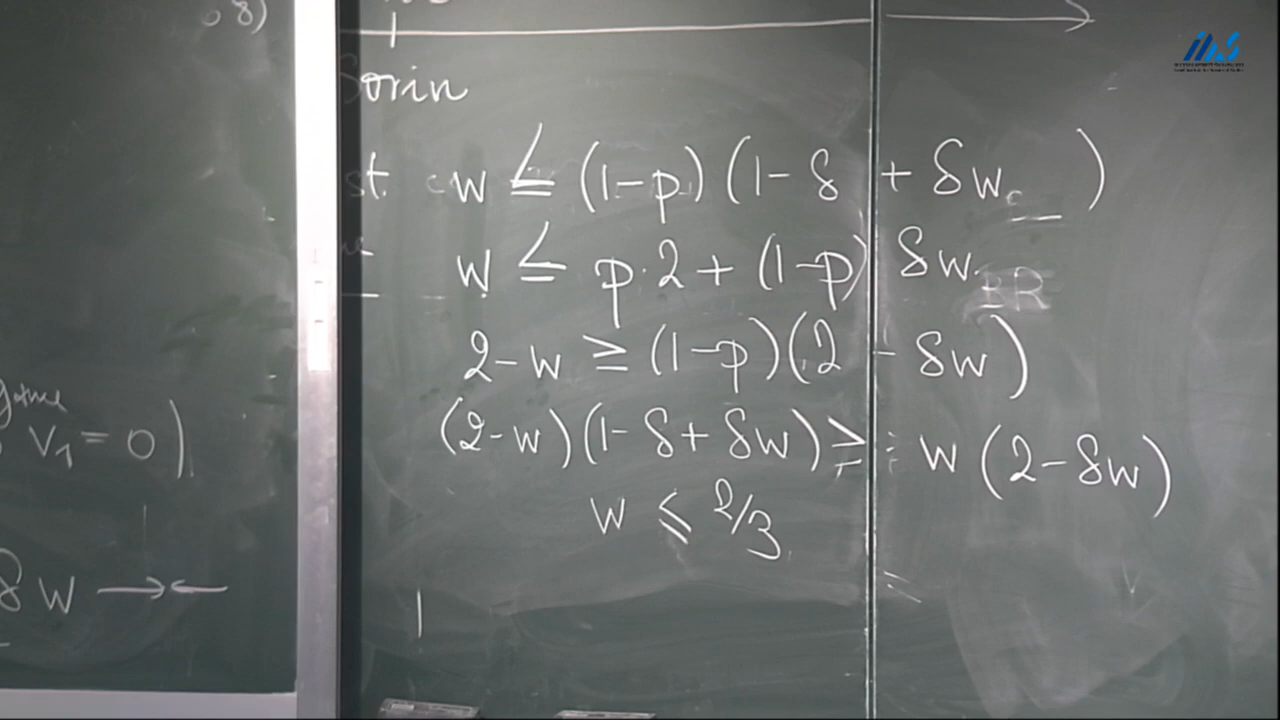 δ)
Sorin
st. w ≤ (1-p)(1-δ + δw )
w ≤ p·2 + (1-p) δw
2-w ≥ (1-p)(2 - δw)
(2-w)(1-δ+δw) ≥ w(2-δw)
w ≤ 2/3
game
V₁ = 0)
δw →←